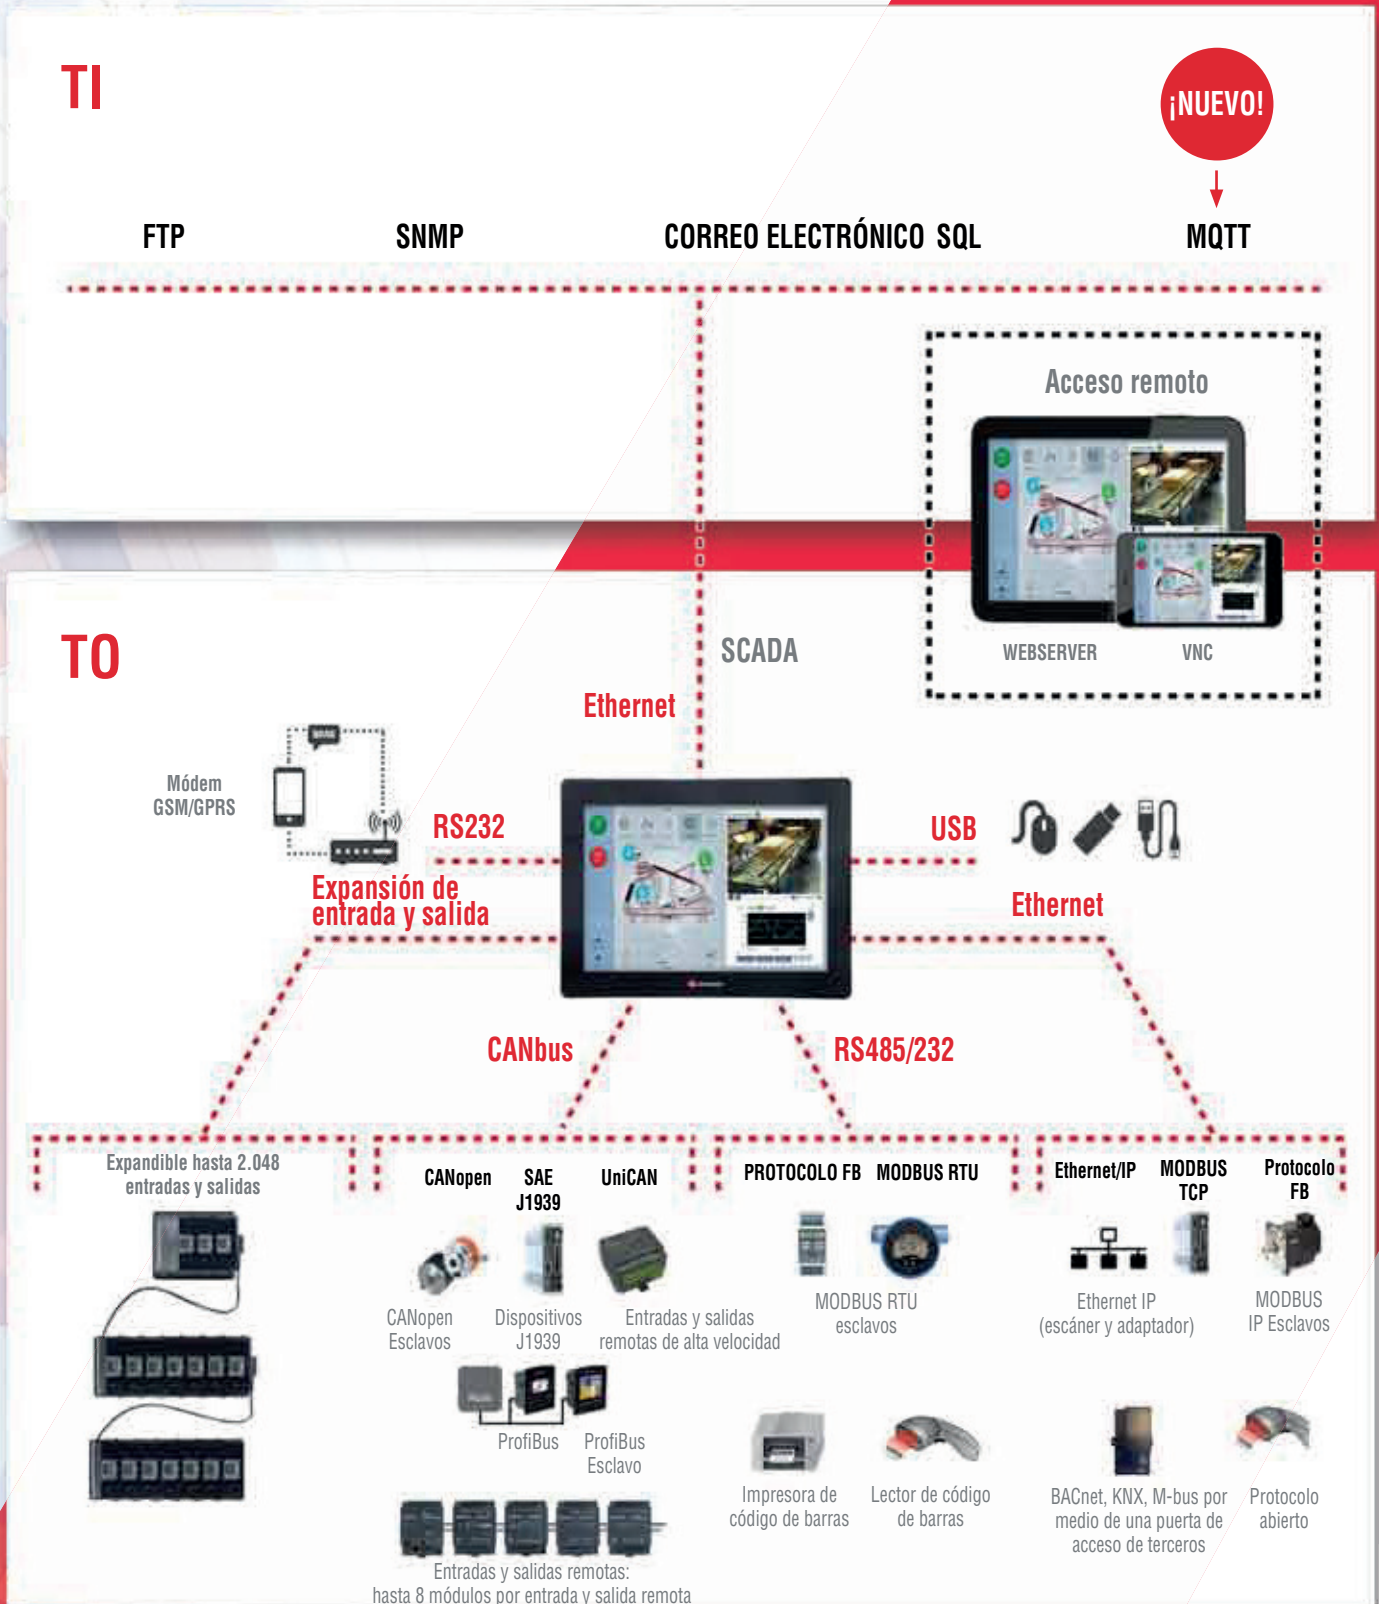 TI
¡NUEVO!
FTP
SNMP
CORREO ELECTRÓNICO SQL
MQTT
Acceso remoto
WEBSERVER
VNC
TO
SCADA
Ethernet
Módem
GSM/GPRS
RS232
USB
Expansión de
entrada y salida
Ethernet
CANbus
RS485/232
Expandible hasta 2.048
entradas y salidas
CANopen
SAE
J1939
UniCAN
PROTOCOLO FB
MODBUS RTU
Ethernet/IP
MODBUS
TCP
Protocolo
FB
CANopen
Esclavos
Dispositivos
J1939
Entradas y salidas
remotas de alta velocidad
MODBUS RTU
esclavos
Ethernet IP
(escáner y adaptador)
MODBUS
IP Esclavos
ProfiBus
ProfiBus
Esclavo
Impresora de
código de barras
Lector de código
de barras
BACnet, KNX, M-bus por
medio de una puerta de
acceso de terceros
Protocolo
abierto
Entradas y salidas remotas:
hasta 8 módulos por entrada y salida remota